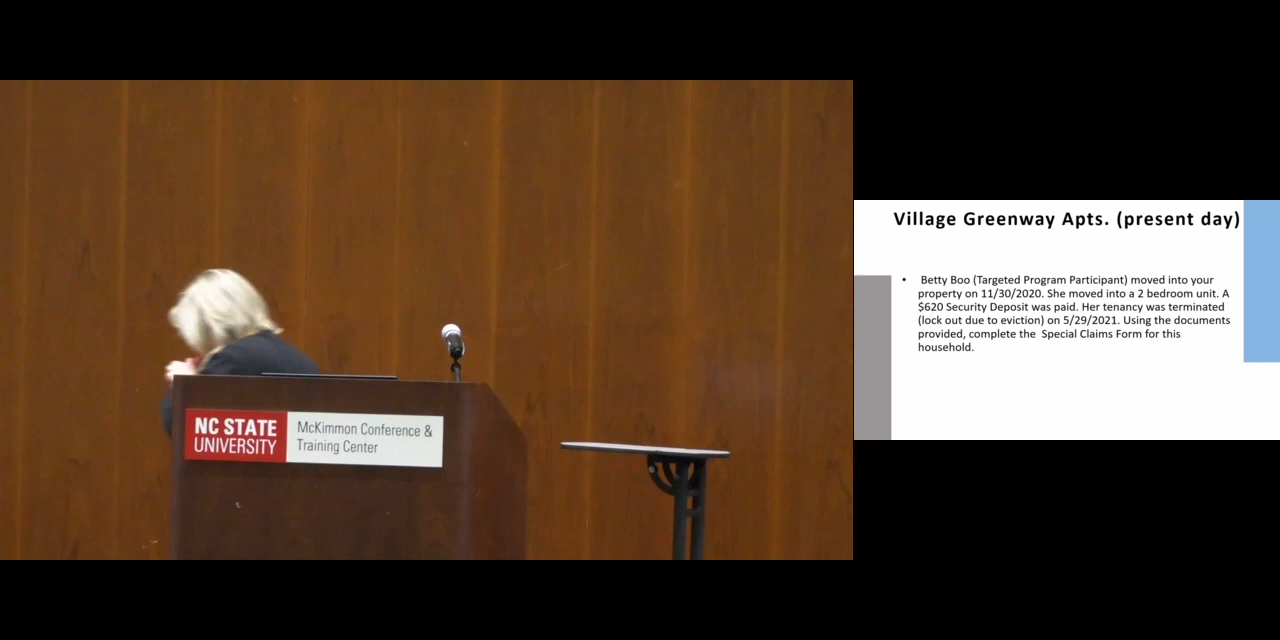 NC STATE
UNIVERSITY
McKimmon Conference &
Training Center
Village Greenway Apts. (present day)
• Betty Boo (Targeted Program Participant) moved into your
property on 11/30/2020. She moved into a 2 bedroom unit. A
$620 Security Deposit was paid. Her tenancy was terminated
(lock out due to eviction) on 5/29/2021. Using the documents
provided, complete the Special Claims Form for this
household.